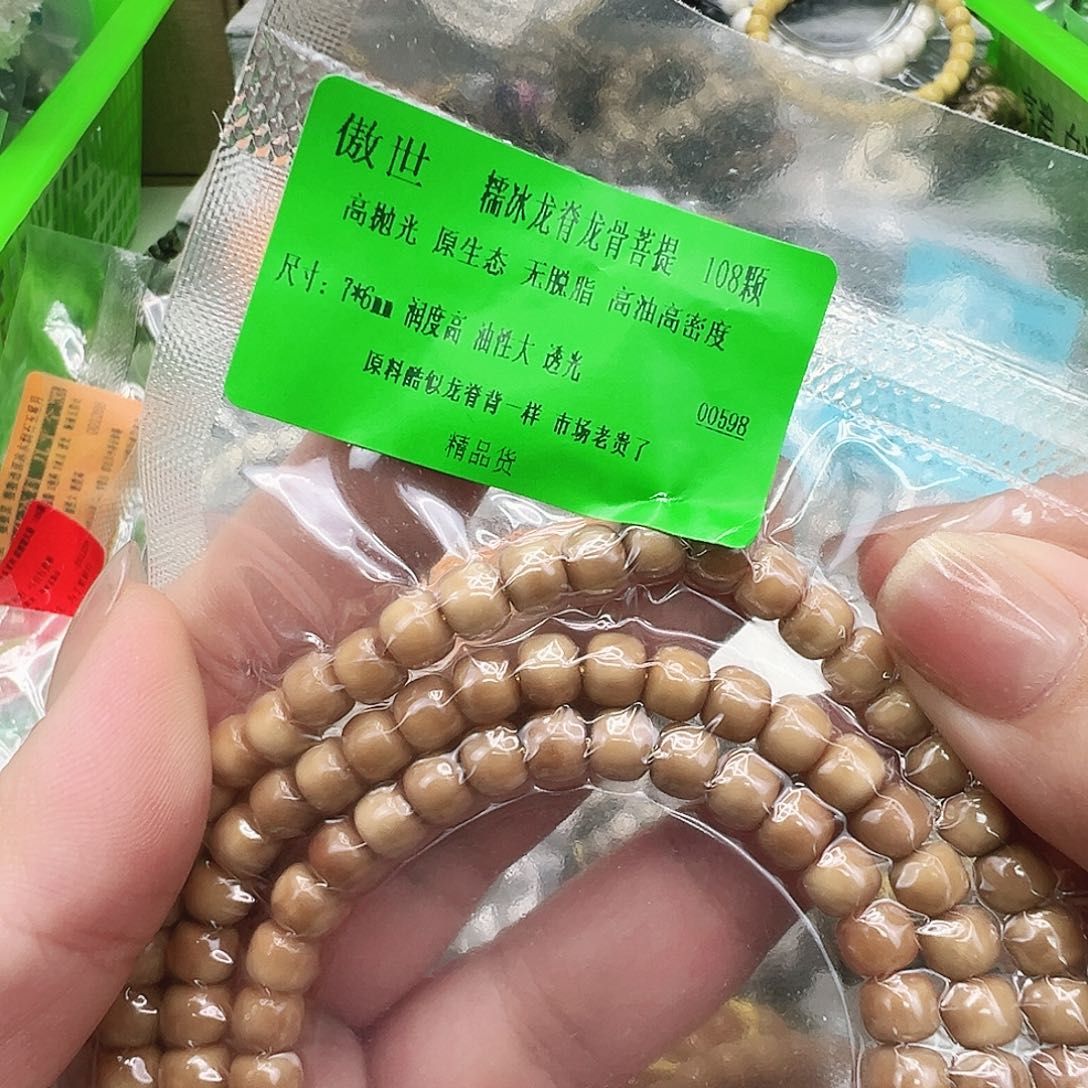 傲世
糯冰龙脊龙骨菩提 108颗
高抛光 原生态 无脱脂 高油高密度
尺寸：7*6mm 润度高 油性大 透光
原料酷似龙脊背一样 市场老贵了
0059B
精品货